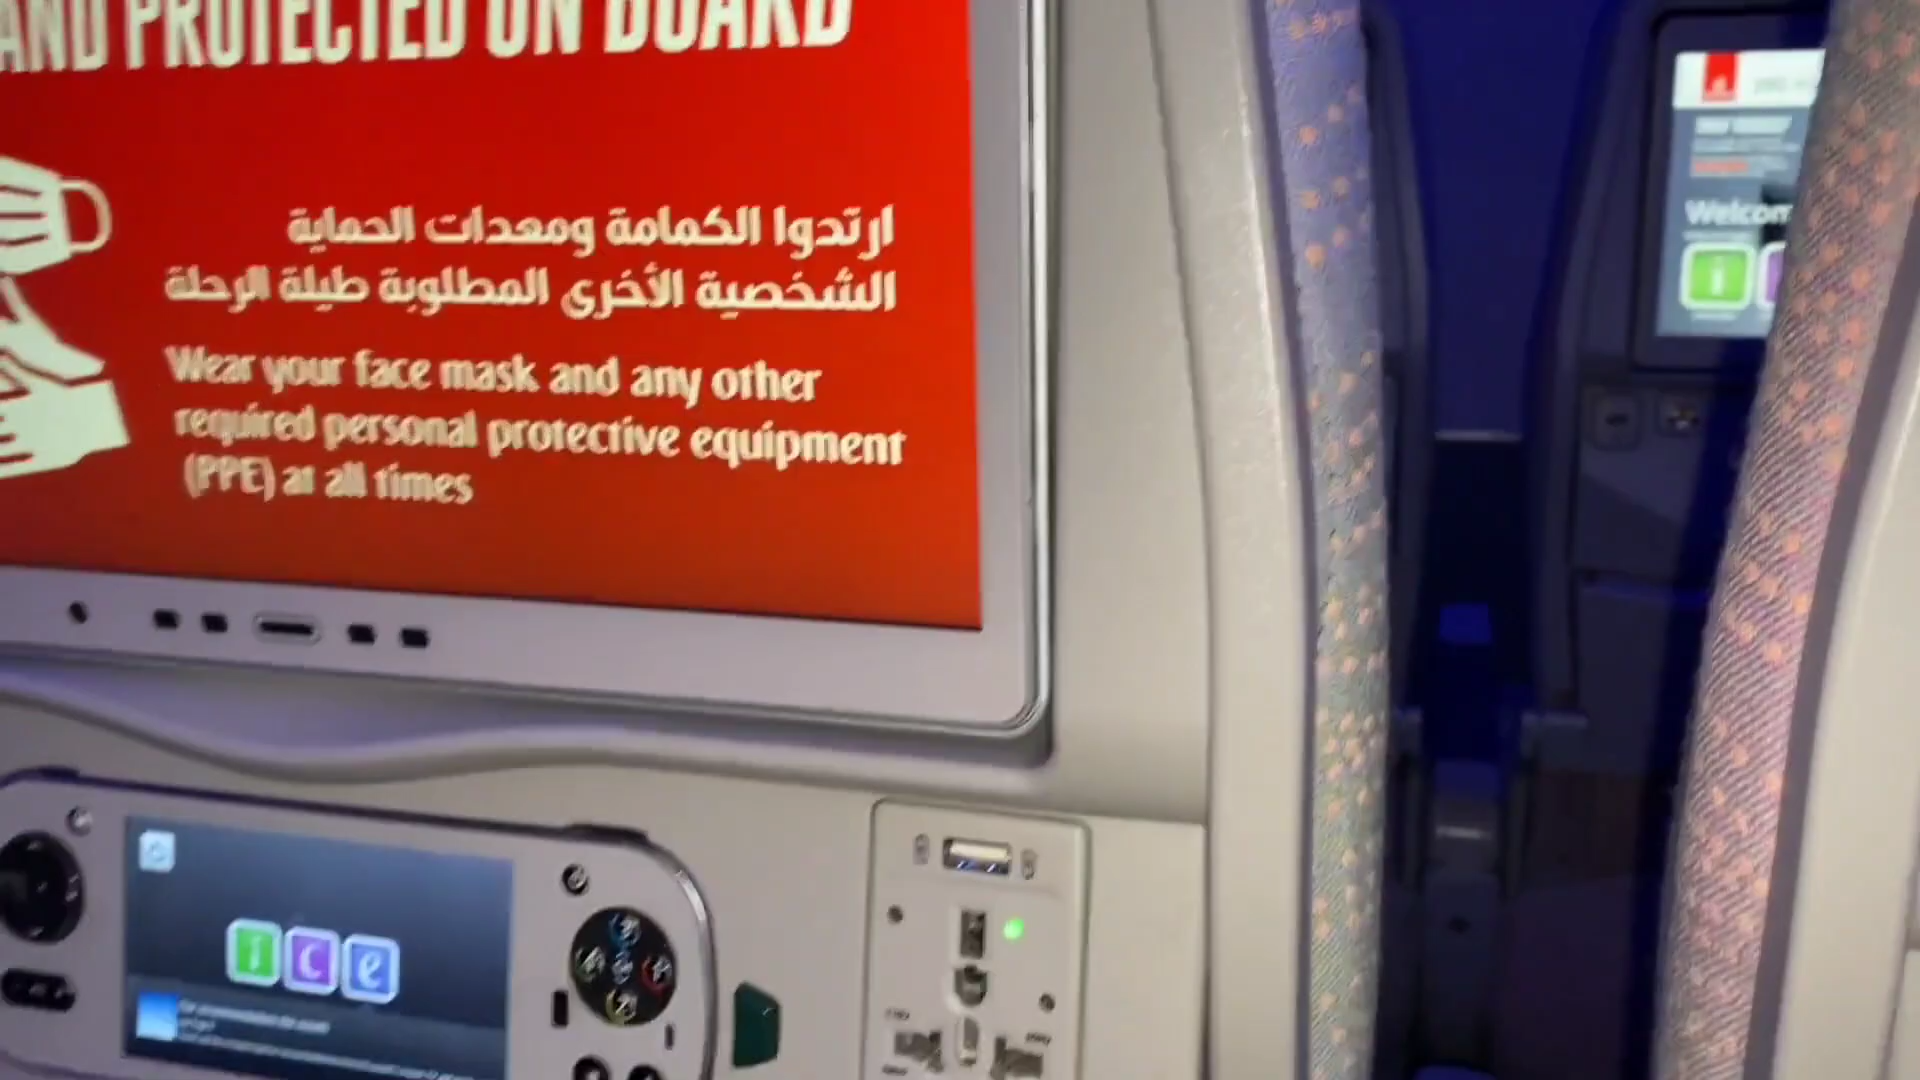 AND PROTECTED ON BOARD
ارتدوا الكمامة ومعدات الحماية
الشخصية الأخرى المطلوبة طيلة الرحلة
Wear your face mask and any other
required personal protective equipment
(PPE) at all times
Welcom
i
ice